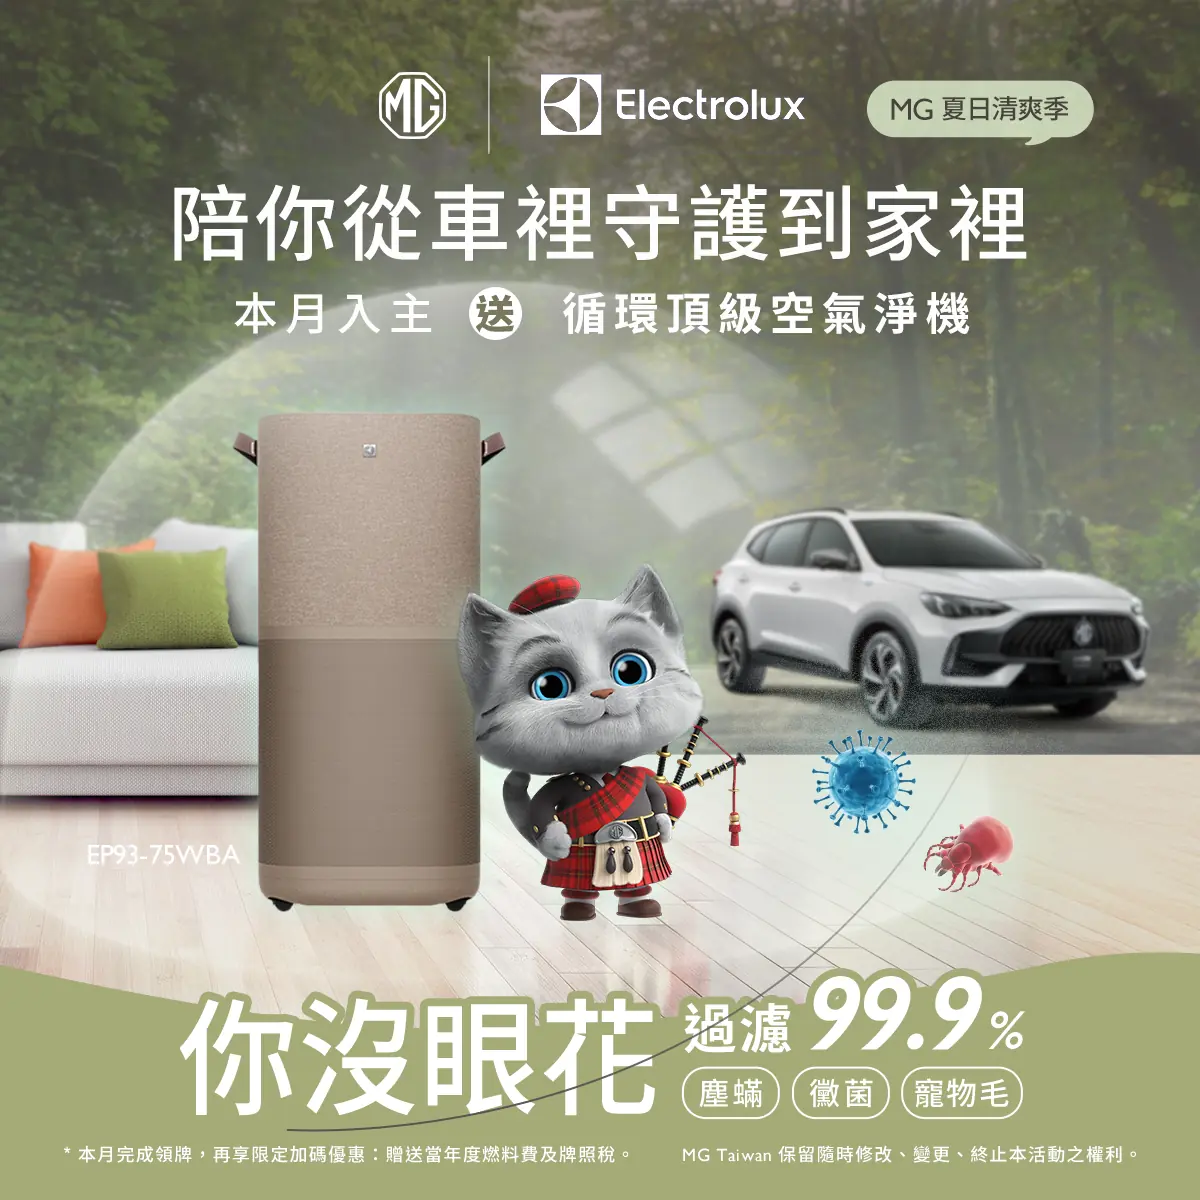 MG
Electrolux
MG 夏日清爽季
陪你從車裡守護到家裡
本月入主 送 循環頂級空氣淨機
EP93-75WBA
你沒眼花
過濾 99.9%
塵蟎 黴菌 寵物毛
* 本月完成領牌，再享限定加碼優惠：贈送當年度燃料費及牌照稅。
MG Taiwan 保留隨時修改、變更、終止本活動之權利。